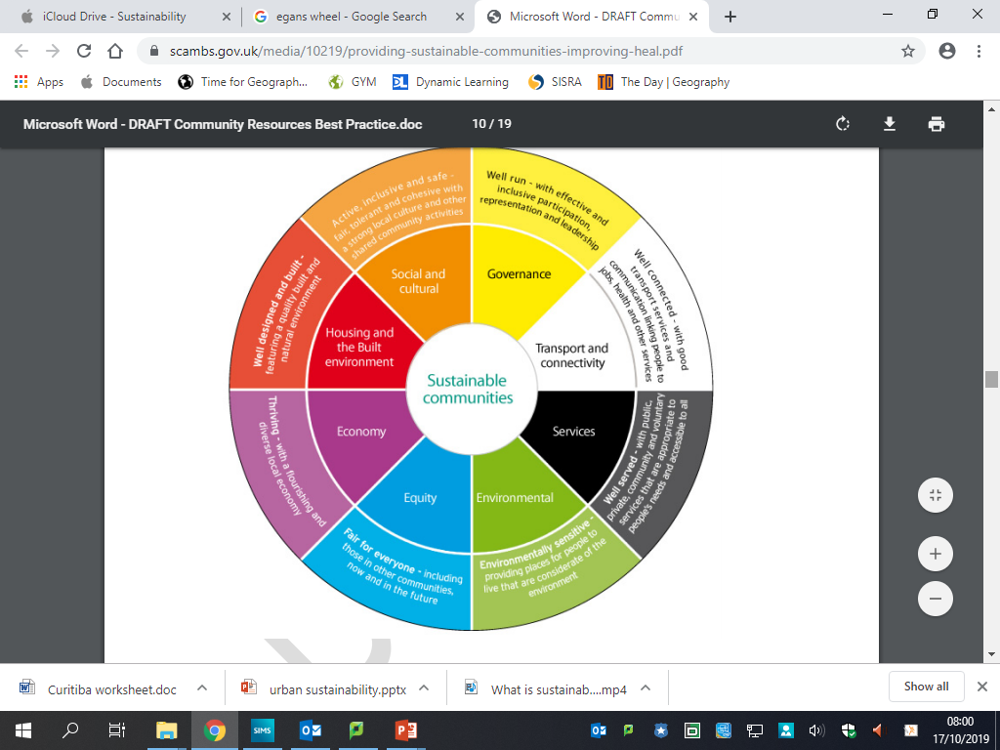 iCloud Drive - Sustainability
egans wheel - Google Search
Microsoft Word - DRAFT Commu
scambs.gov.uk/media/10219/providing-sustainable-communities-improving-heal.pdf
Apps
Documents
Time for Geograph...
GYM
DL
Dynamic Learning
SISRA
TD
The Day | Geography
Microsoft Word - DRAFT Community Resources Best Practice.doc
10 / 19
Active, inclusive and safe -
fair, tolerant and cohesive with
a strong local culture and other
shared community activities
Well run - with effective and
inclusive participation,
representation and leadership
Well connected - with good
transport services and
communication linking people to
jobs, health and other services
Well served - with public,
private, community and voluntary
services that are appropriate to
people's needs and accessible to all
Environmentally sensitive -
providing places for people to
live that are considerate of the
environment
Fair for everyone - including
those in other communities,
now and in the future
Thriving - with a flourishing and
diverse local economy
Well designed and built -
featuring a quality built and
natural environment
Social and
cultural
Governance
Transport and
connectivity
Services
Environmental
Equity
Economy
Housing and
the Built
environment
Sustainable
communities
Curitiba worksheet.doc
urban sustainability.pptx
What is sustainab....mp4
Show all
SIMS
08:00
17/10/2019